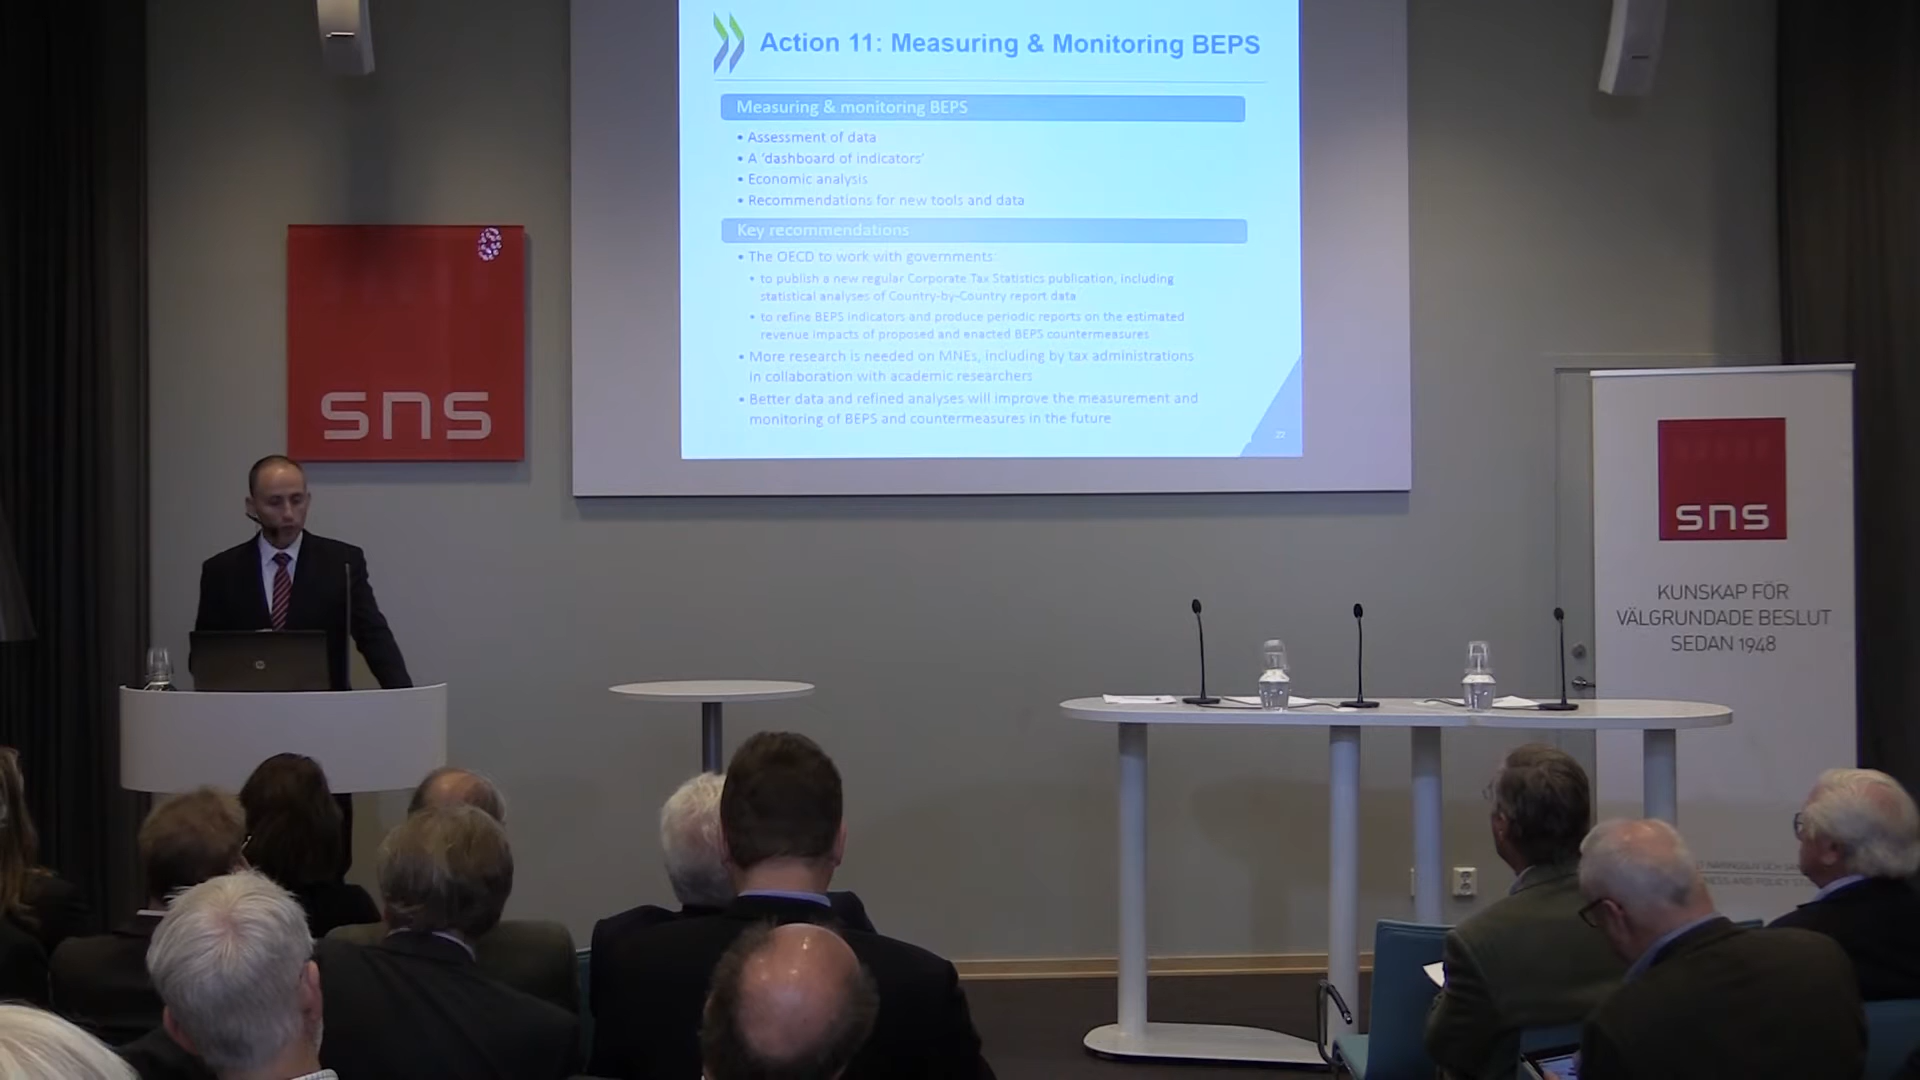 Action 11: Measuring & Monitoring BEPS
Measuring & monitoring BEPS
• Assessment of data
• A 'dashboard of indicators'
• Economic analysis
• Recommendations for new tools and data
Key recommendations
• The OECD to work with governments:
• to publish a new regular Corporate Tax Statistics publication, including
statistical analyses of Country-by-Country report data
• to refine BEPS indicators and produce periodic reports on the estimated
revenue impacts of proposed and enacted BEPS countermeasures
• More research is needed on MNEs, including by tax administrations
in collaboration with academic researchers
• Better data and refined analyses will improve the measurement and
monitoring of BEPS and countermeasures in the future
22
sns
hp
sns
KUNSKAP FÖR
VÄLGRUNDADE BESLUT
SEDAN 1948
AND POLICY